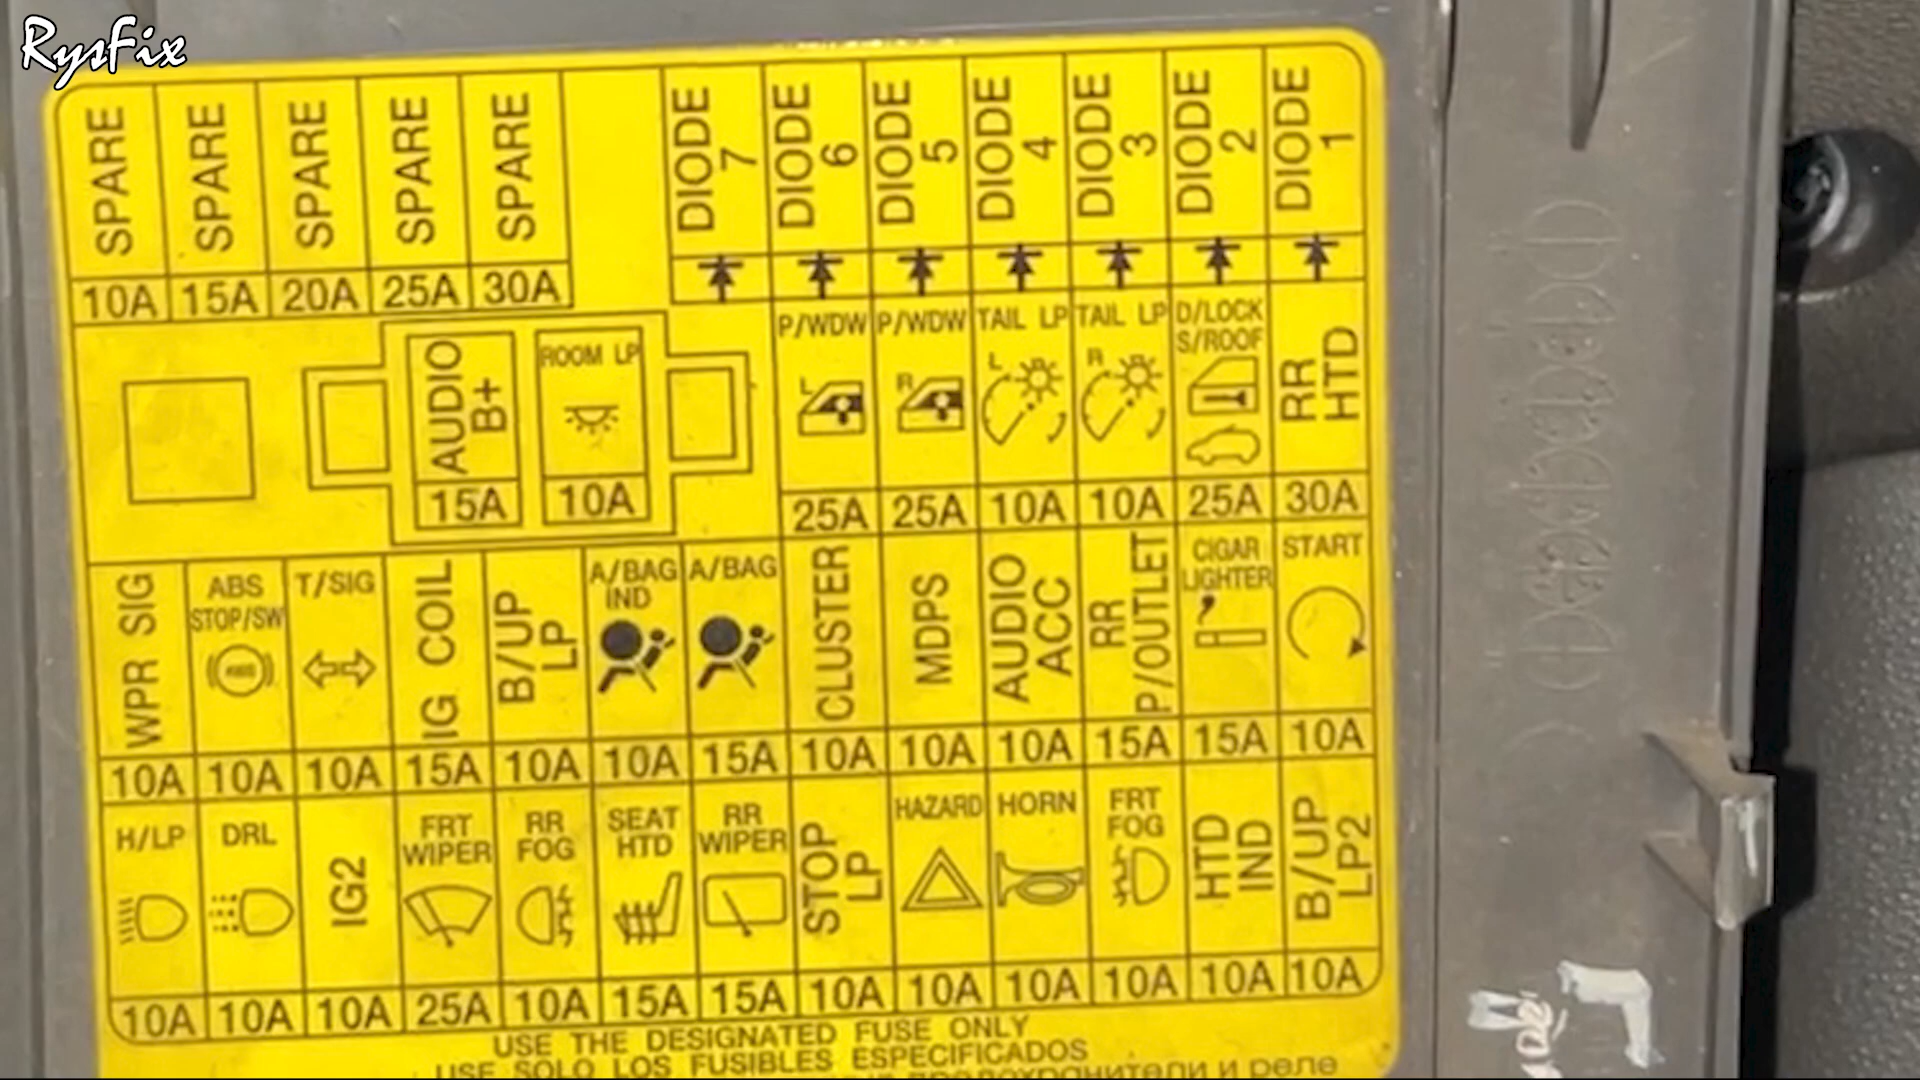 RysFix
SPARE SPARE SPARE SPARE SPARE DIODE 7 DIODE 6 DIODE 5 DIODE 4 DIODE 3 DIODE 2 DIODE 1
10A 15A 20A 25A 30A
AUDIO B+ ROOM LP P/WDW L P/WDW R TAIL LP L TAIL LP R D/LOCK S/ROOF RR HTD
15A 10A 25A 25A 10A 10A 25A 30A
WPR SIG ABS STOP/SW T/SIG IG COIL B/UP LP A/BAG IND A/BAG CLUSTER MDPS AUDIO ACC RR P/OUTLET CIGAR LIGHTER START
10A 10A 10A 15A 10A 10A 15A 10A 10A 10A 15A 15A 10A
H/LP DRL IG2 FRT WIPER RR FOG SEAT HTD RR WIPER STOP LP HAZARD HORN FRT FOG HTD IND B/UP LP2
10A 10A 10A 25A 10A 15A 15A 10A 10A 10A 10A 10A 10A
USE THE DESIGNATED FUSE ONLY
USE SOLO LOS FUSIBLES ESPECIFICADOS
предохранители и реле